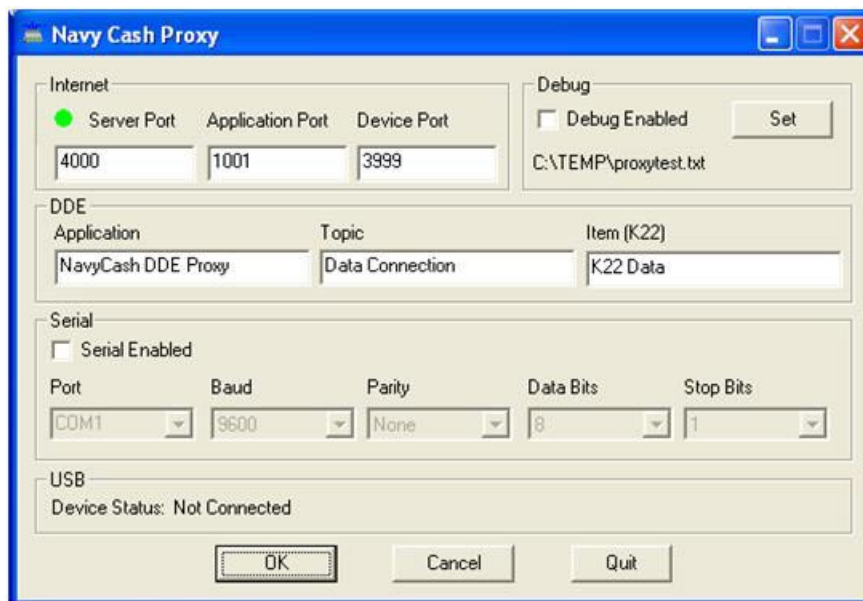 Navy Cash Proxy
Internet
Server Port Application Port Device Port
4000 1001 3999
Debug
Debug Enabled Set
C:\TEMP\proxytest.txt
DDE
Application Topic Item (K22)
NavyCash DDE Proxy Data Connection K22 Data
Serial
Serial Enabled
Port Baud Parity Data Bits Stop Bits
COM1 9600 None 8 1
USB
Device Status: Not Connected
OK Cancel Quit